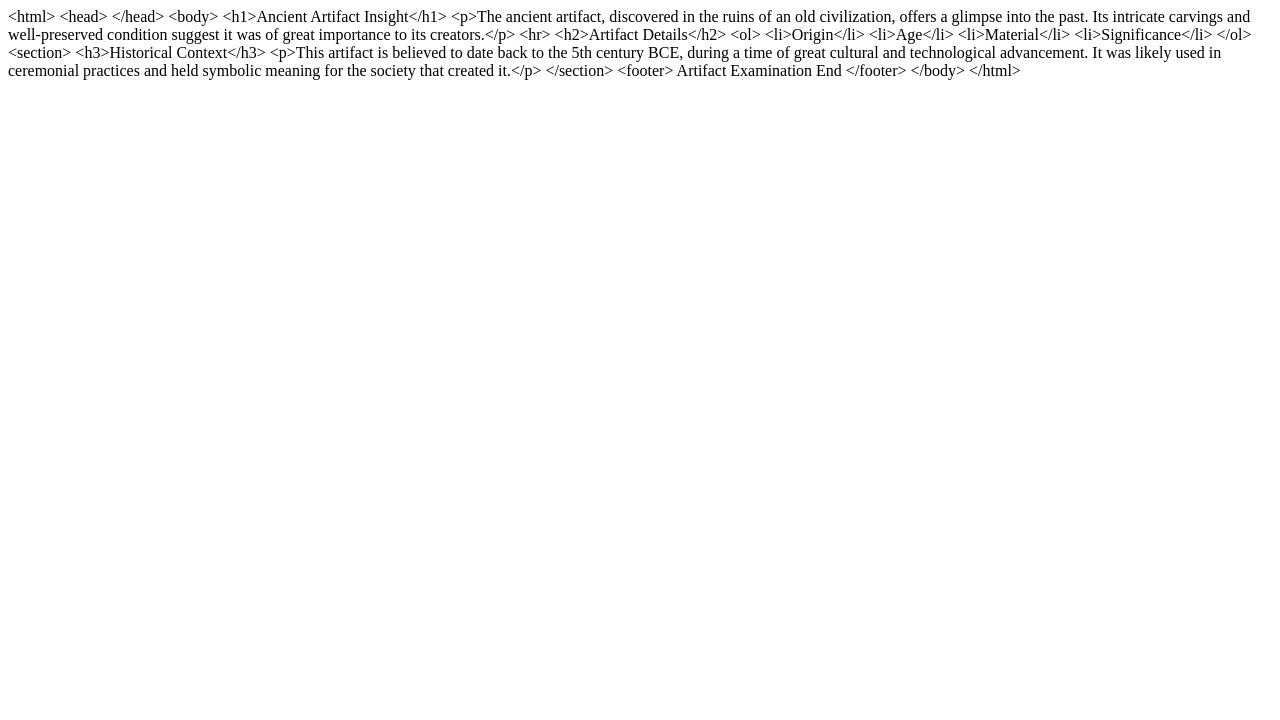 <html> <head> </head> <body> <h1>Ancient Artifact Insight</h1> <p>The ancient artifact, discovered in the ruins of an old civilization, offers a glimpse into the past. Its intricate carvings and
well-preserved condition suggest it was of great importance to its creators.</p> <hr> <h2>Artifact Details</h2> <ol> <li>Origin</li> <li>Age</li> <li>Material</li> <li>Significance</li> </ol>
<section> <h3>Historical Context</h3> <p>This artifact is believed to date back to the 5th century BCE, during a time of great cultural and technological advancement. It was likely used in
ceremonial practices and held symbolic meaning for the society that created it.</p> </section> <footer> Artifact Examination End </footer> </body> </html>